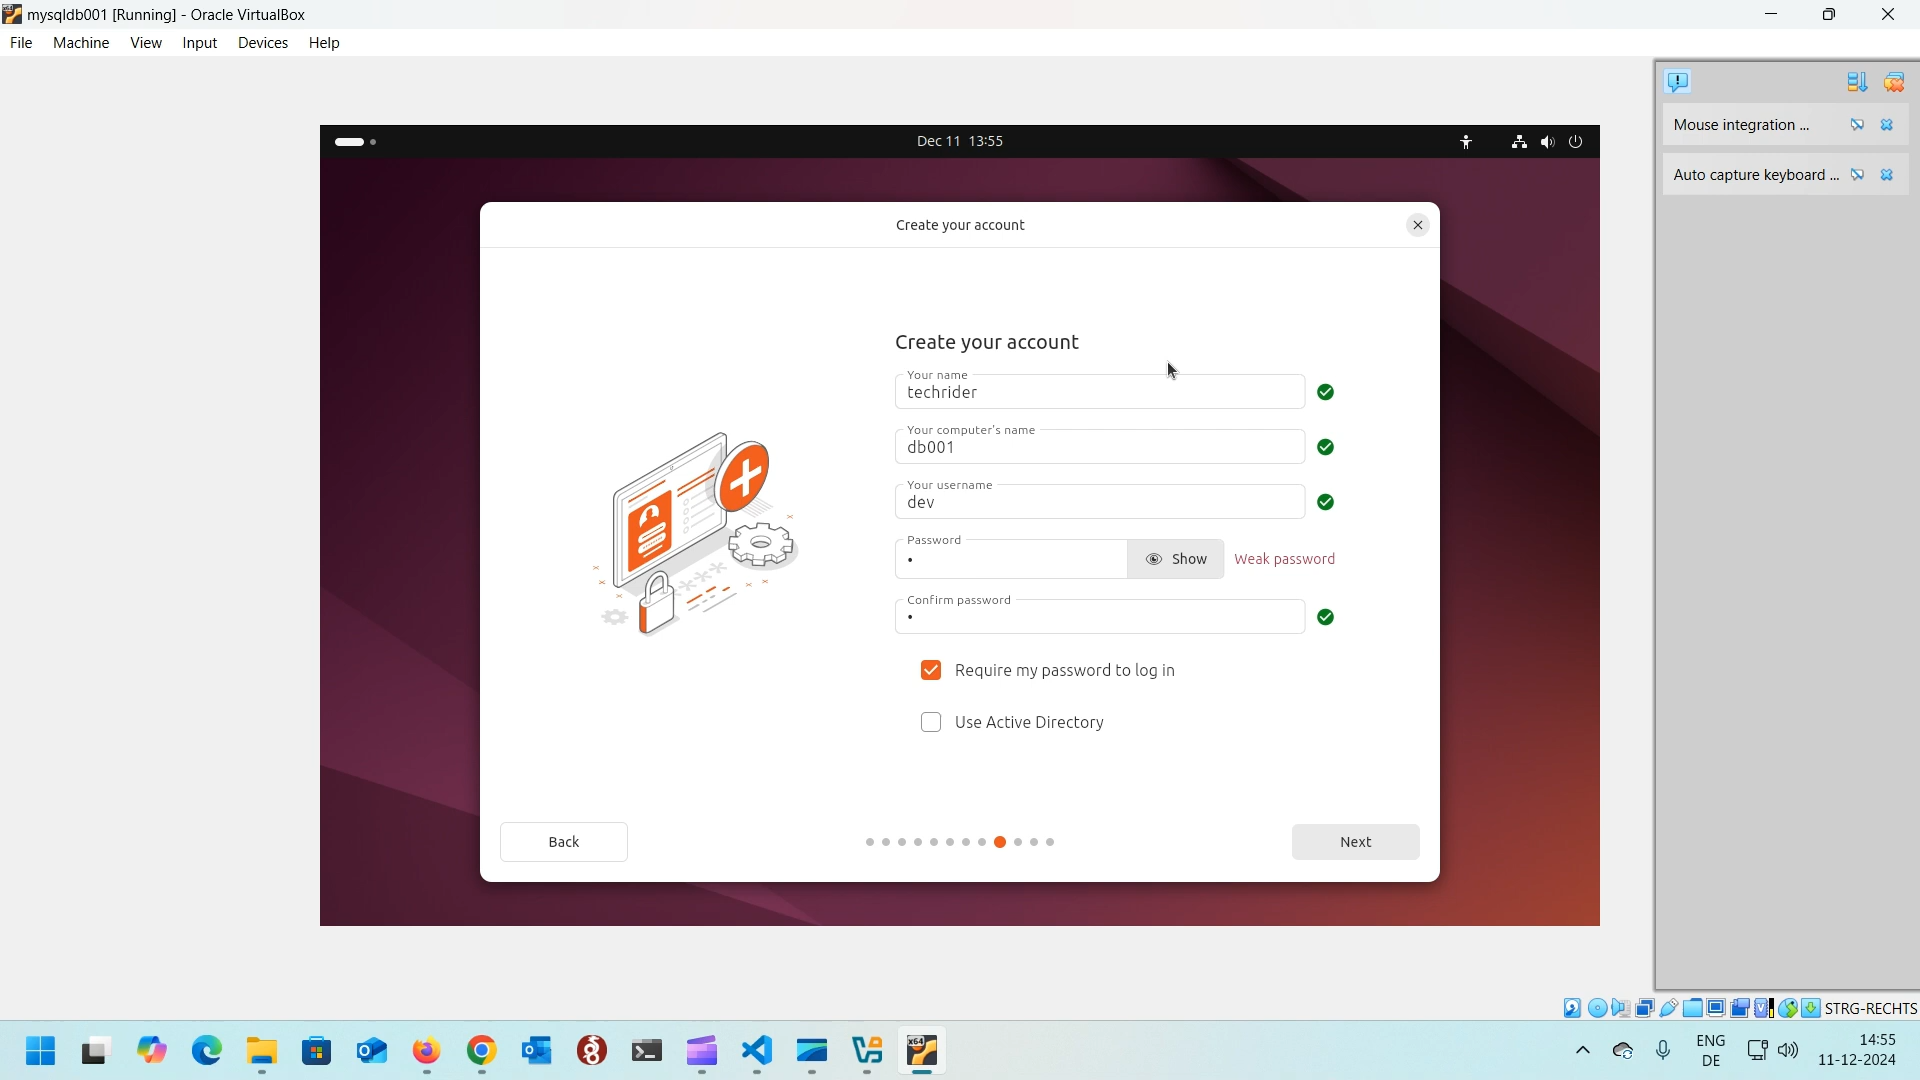 mysqldb001 [Running] - Oracle VirtualBox
File Machine View Input Devices Help
Mouse integration ...
Auto capture keyboard ...
Dec 11 13:55
Create your account
Create your account
Your name
techrider
Your computer's name
db001
Your username
dev
Password
Show
Weak password
Confirm password
Require my password to log in
Use Active Directory
Back
Next
STRG-RECHTS
ENG
DE
14:55
11-12-2024